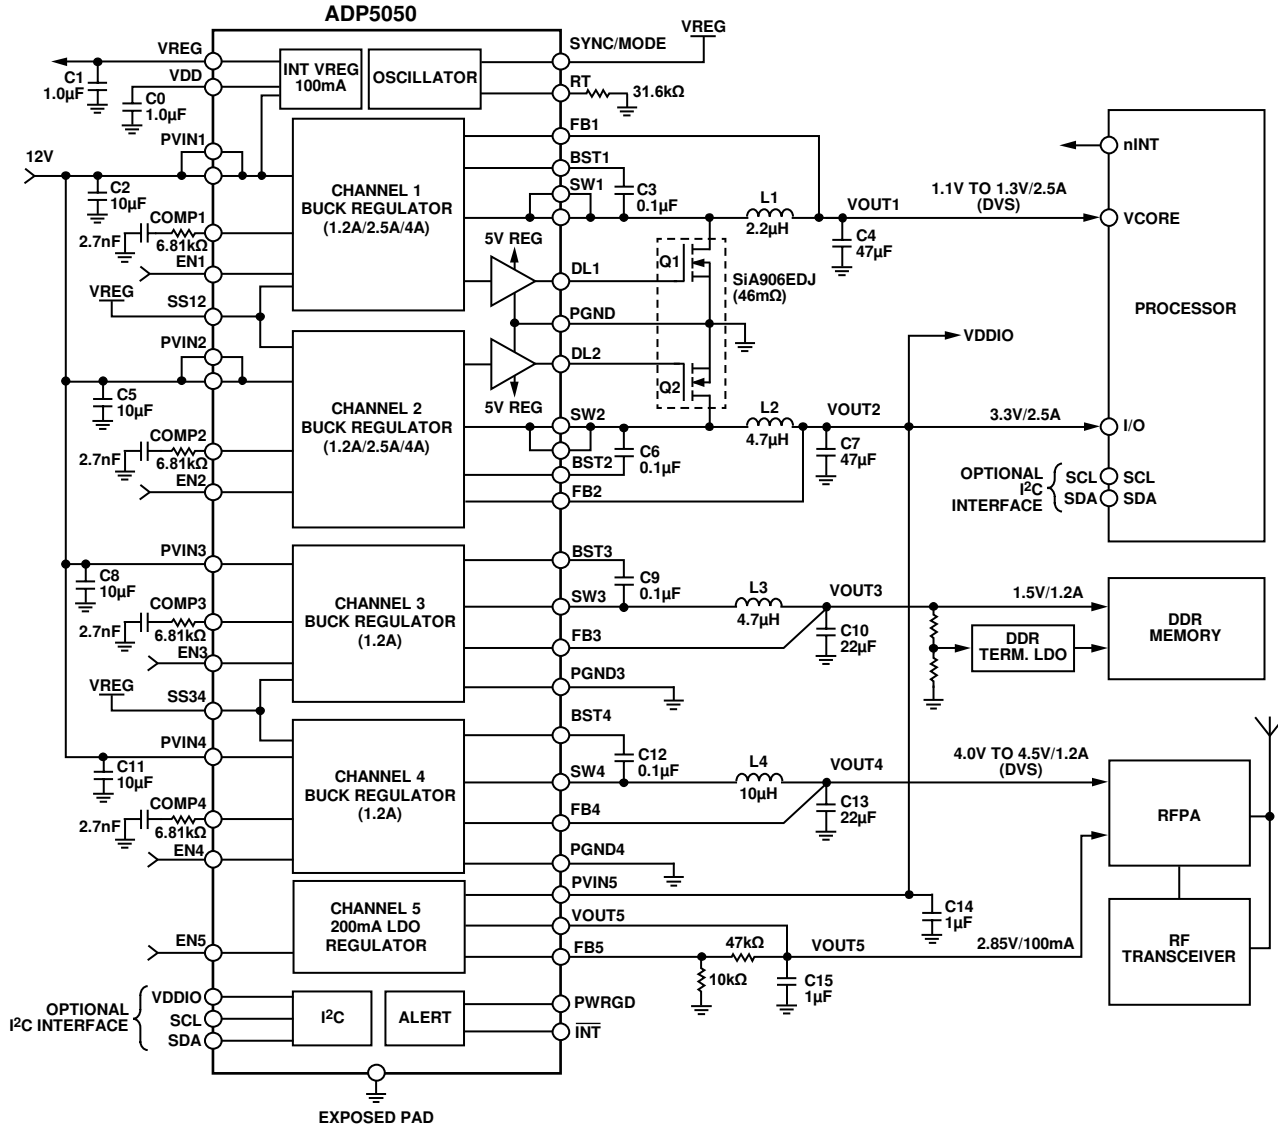 ADP5050
VREG
C1
1.0µF
VDD
C0
1.0µF
INT VREG
100mA
OSCILLATOR
SYNC/MODE
VREG
RT
31.6kΩ
12V
PVIN1
C2
10µF
COMP1
2.7nF
6.81kΩ
EN1
VREG
SS12
CHANNEL 1
BUCK REGULATOR
(1.2A/2.5A/4A)
FB1
BST1
SW1
C3
0.1µF
L1
2.2µH
VOUT1
C4
47µF
1.1V TO 1.3V/2.5A
(DVS)
5V REG
DL1
Q1
SiA906EDJ
(46mΩ)
PGND
DL2
Q2
5V REG
nINT
VCORE
PROCESSOR
VDDIO
PVIN2
C5
10µF
COMP2
2.7nF
6.81kΩ
EN2
CHANNEL 2
BUCK REGULATOR
(1.2A/2.5A/4A)
SW2
BST2
FB2
C6
0.1µF
L2
4.7µH
VOUT2
C7
47µF
3.3V/2.5A
I/O
OPTIONAL
I²C
INTERFACE
SCL
SDA
SCL
SDA
PVIN3
C8
10µF
COMP3
2.7nF
6.81kΩ
EN3
VREG
SS34
CHANNEL 3
BUCK REGULATOR
(1.2A)
BST3
SW3
FB3
PGND3
C9
0.1µF
L3
4.7µH
VOUT3
C10
22µF
1.5V/1.2A
DDR
TERM. LDO
DDR
MEMORY
PVIN4
C11
10µF
COMP4
2.7nF
6.81kΩ
EN4
CHANNEL 4
BUCK REGULATOR
(1.2A)
BST4
SW4
FB4
PGND4
C12
0.1µF
L4
10µH
VOUT4
C13
22µF
4.0V TO 4.5V/1.2A
(DVS)
RFPA
EN5
CHANNEL 5
200mA LDO
REGULATOR
PVIN5
VOUT5
FB5
47kΩ
10kΩ
VOUT5
C15
1µF
C14
1µF
2.85V/100mA
RF
TRANSCEIVER
OPTIONAL
I²C INTERFACE
VDDIO
SCL
SDA
I²C
ALERT
PWRGD
INT
EXPOSED PAD